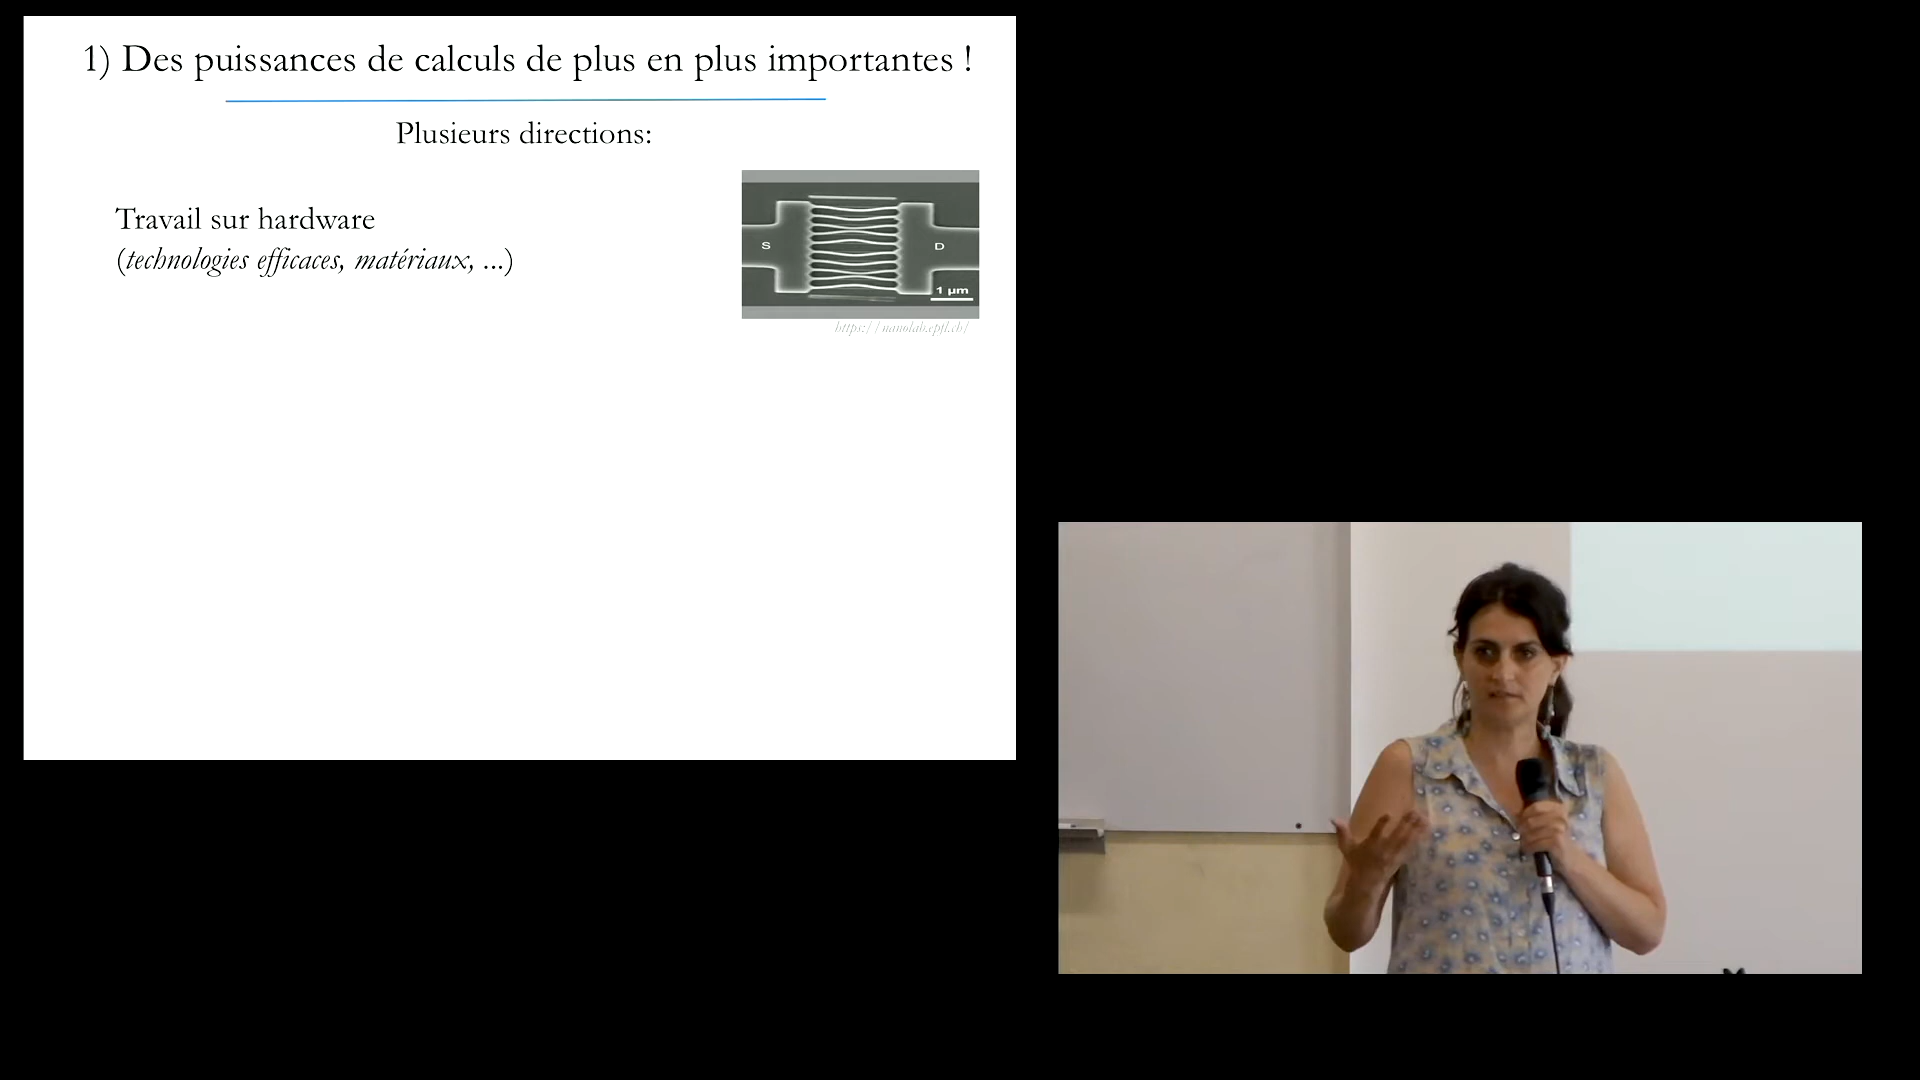 1) Des puissances de calculs de plus en plus importantes !
Plusieurs directions:
Travail sur hardware
(technologies efficaces, matériaux, ...)
S
D
1 µm
https://nanolab.epfl.ch/